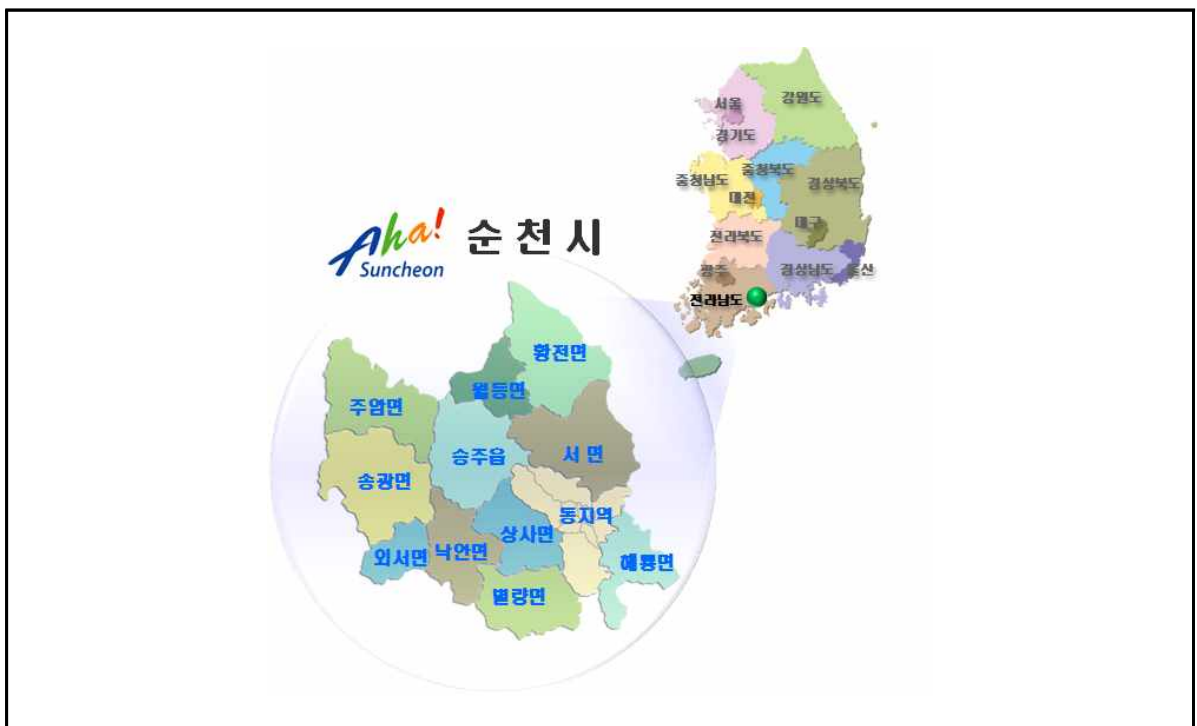 서울
강원도
경기도
충청남도
충청북도
경상북도
대전
대구
전라북도
광주
경상남도
울산
전라남도
Aha!
Suncheon
순천시
황전면
월등면
주암면
승주읍
서면
송광면
동지역
상사면
외서면
낙안면
해룡면
별량면